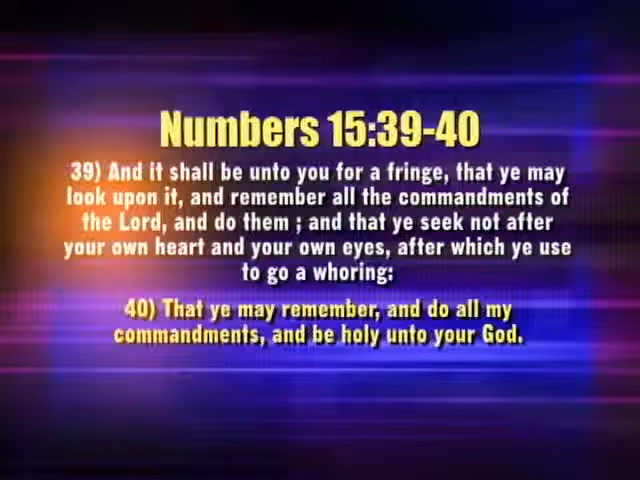 Numbers 15:39-40
39) And it shall be unto you for a fringe, that ye may
look upon it, and remember all the commandments of
the Lord, and do them ; and that ye seek not after
your own heart and your own eyes, after which ye use
to go a whoring:
40) That ye may remember, and do all my
commandments, and be holy unto your God.